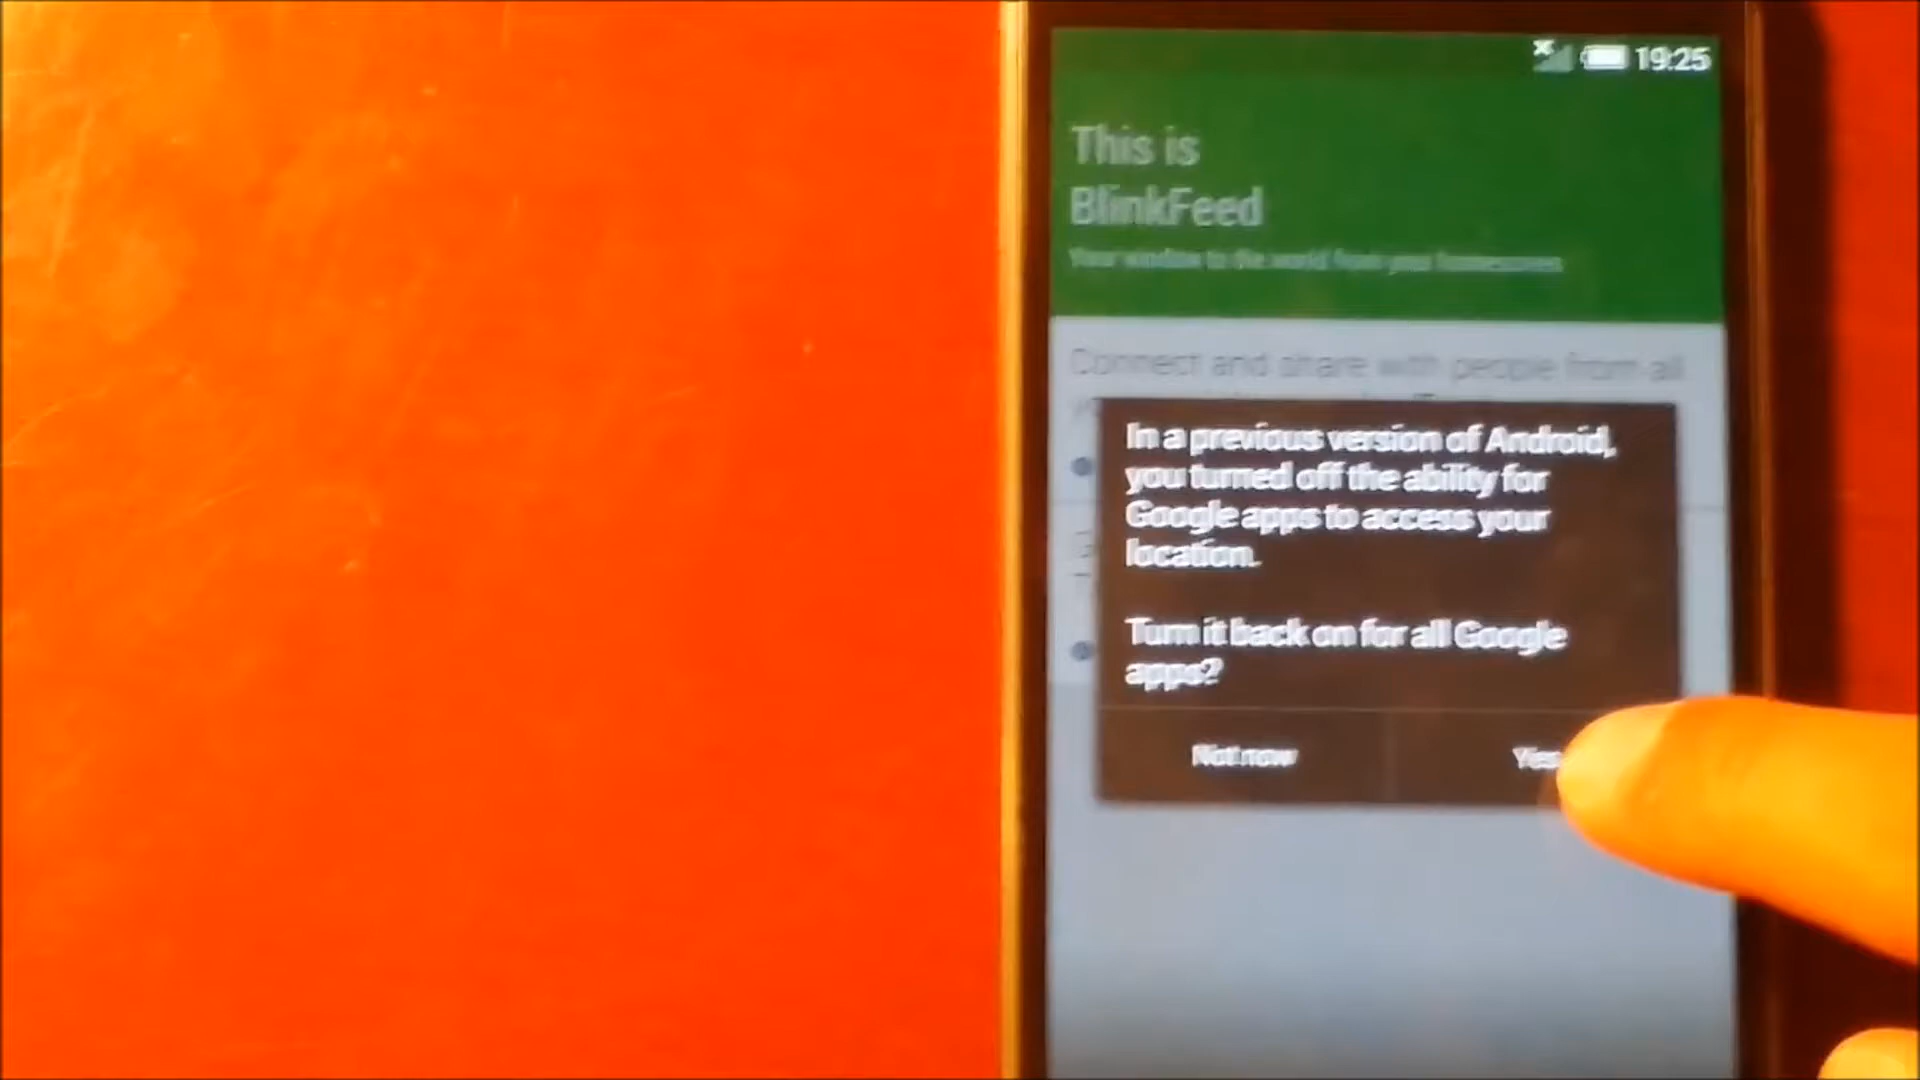 19:25
This is
BlinkFeed
Your window to the world from your homescreen
Connect and share with people from all
In a previous version of Android,
you turned off the ability for
Google apps to access your
location.
Turn it back on for all Google
apps?
Not now
Yes